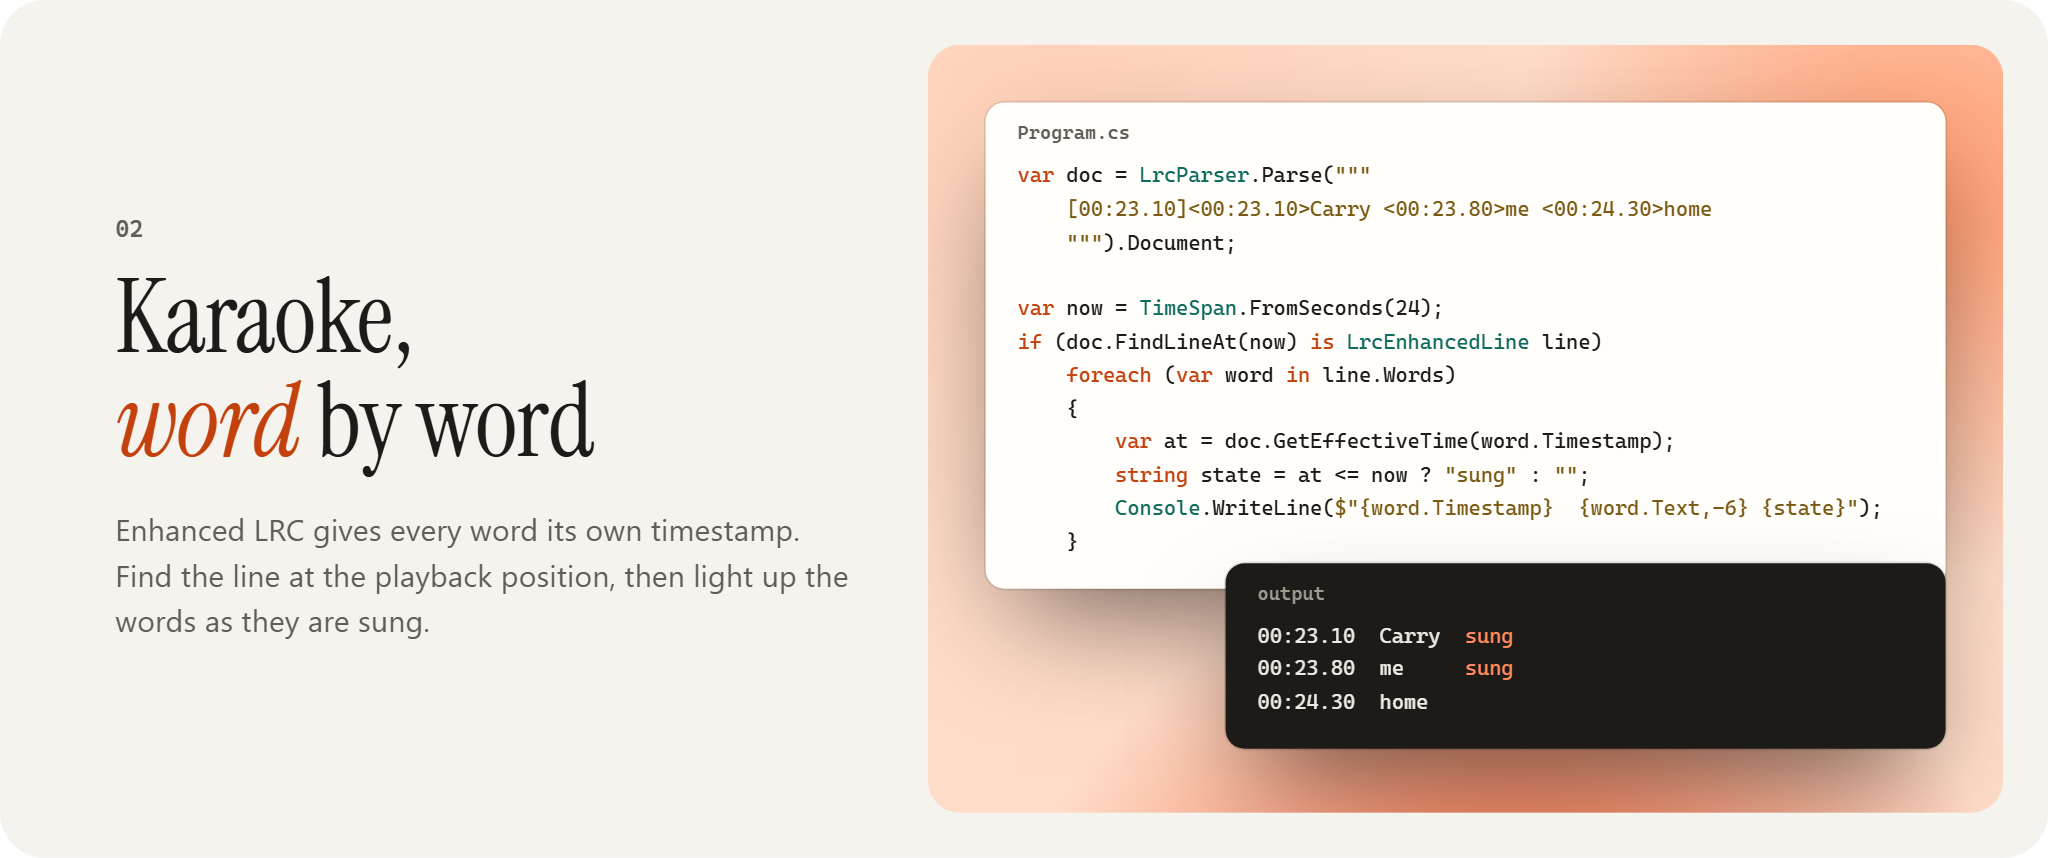 02
Karaoke,
word by word
Enhanced LRC gives every word its own timestamp.
Find the line at the playback position, then light up the
words as they are sung.
Program.cs
var doc = LrcParser.Parse("""
    [00:23.10]<00:23.10>Carry <00:23.80>me <00:24.30>home
    """).Document;
var now = TimeSpan.FromSeconds(24);
if (doc.FindLineAt(now) is LrcEnhancedLine line)
    foreach (var word in line.Words)
    {
        var at = doc.GetEffectiveTime(word.Timestamp);
        string state = at <= now ? "sung" : "";
        Console.WriteLine($"{word.Timestamp}  {word.Text,-6} {state}");
    }
output
00:23.10  Carry  sung
00:23.80  me     sung
00:24.30  home